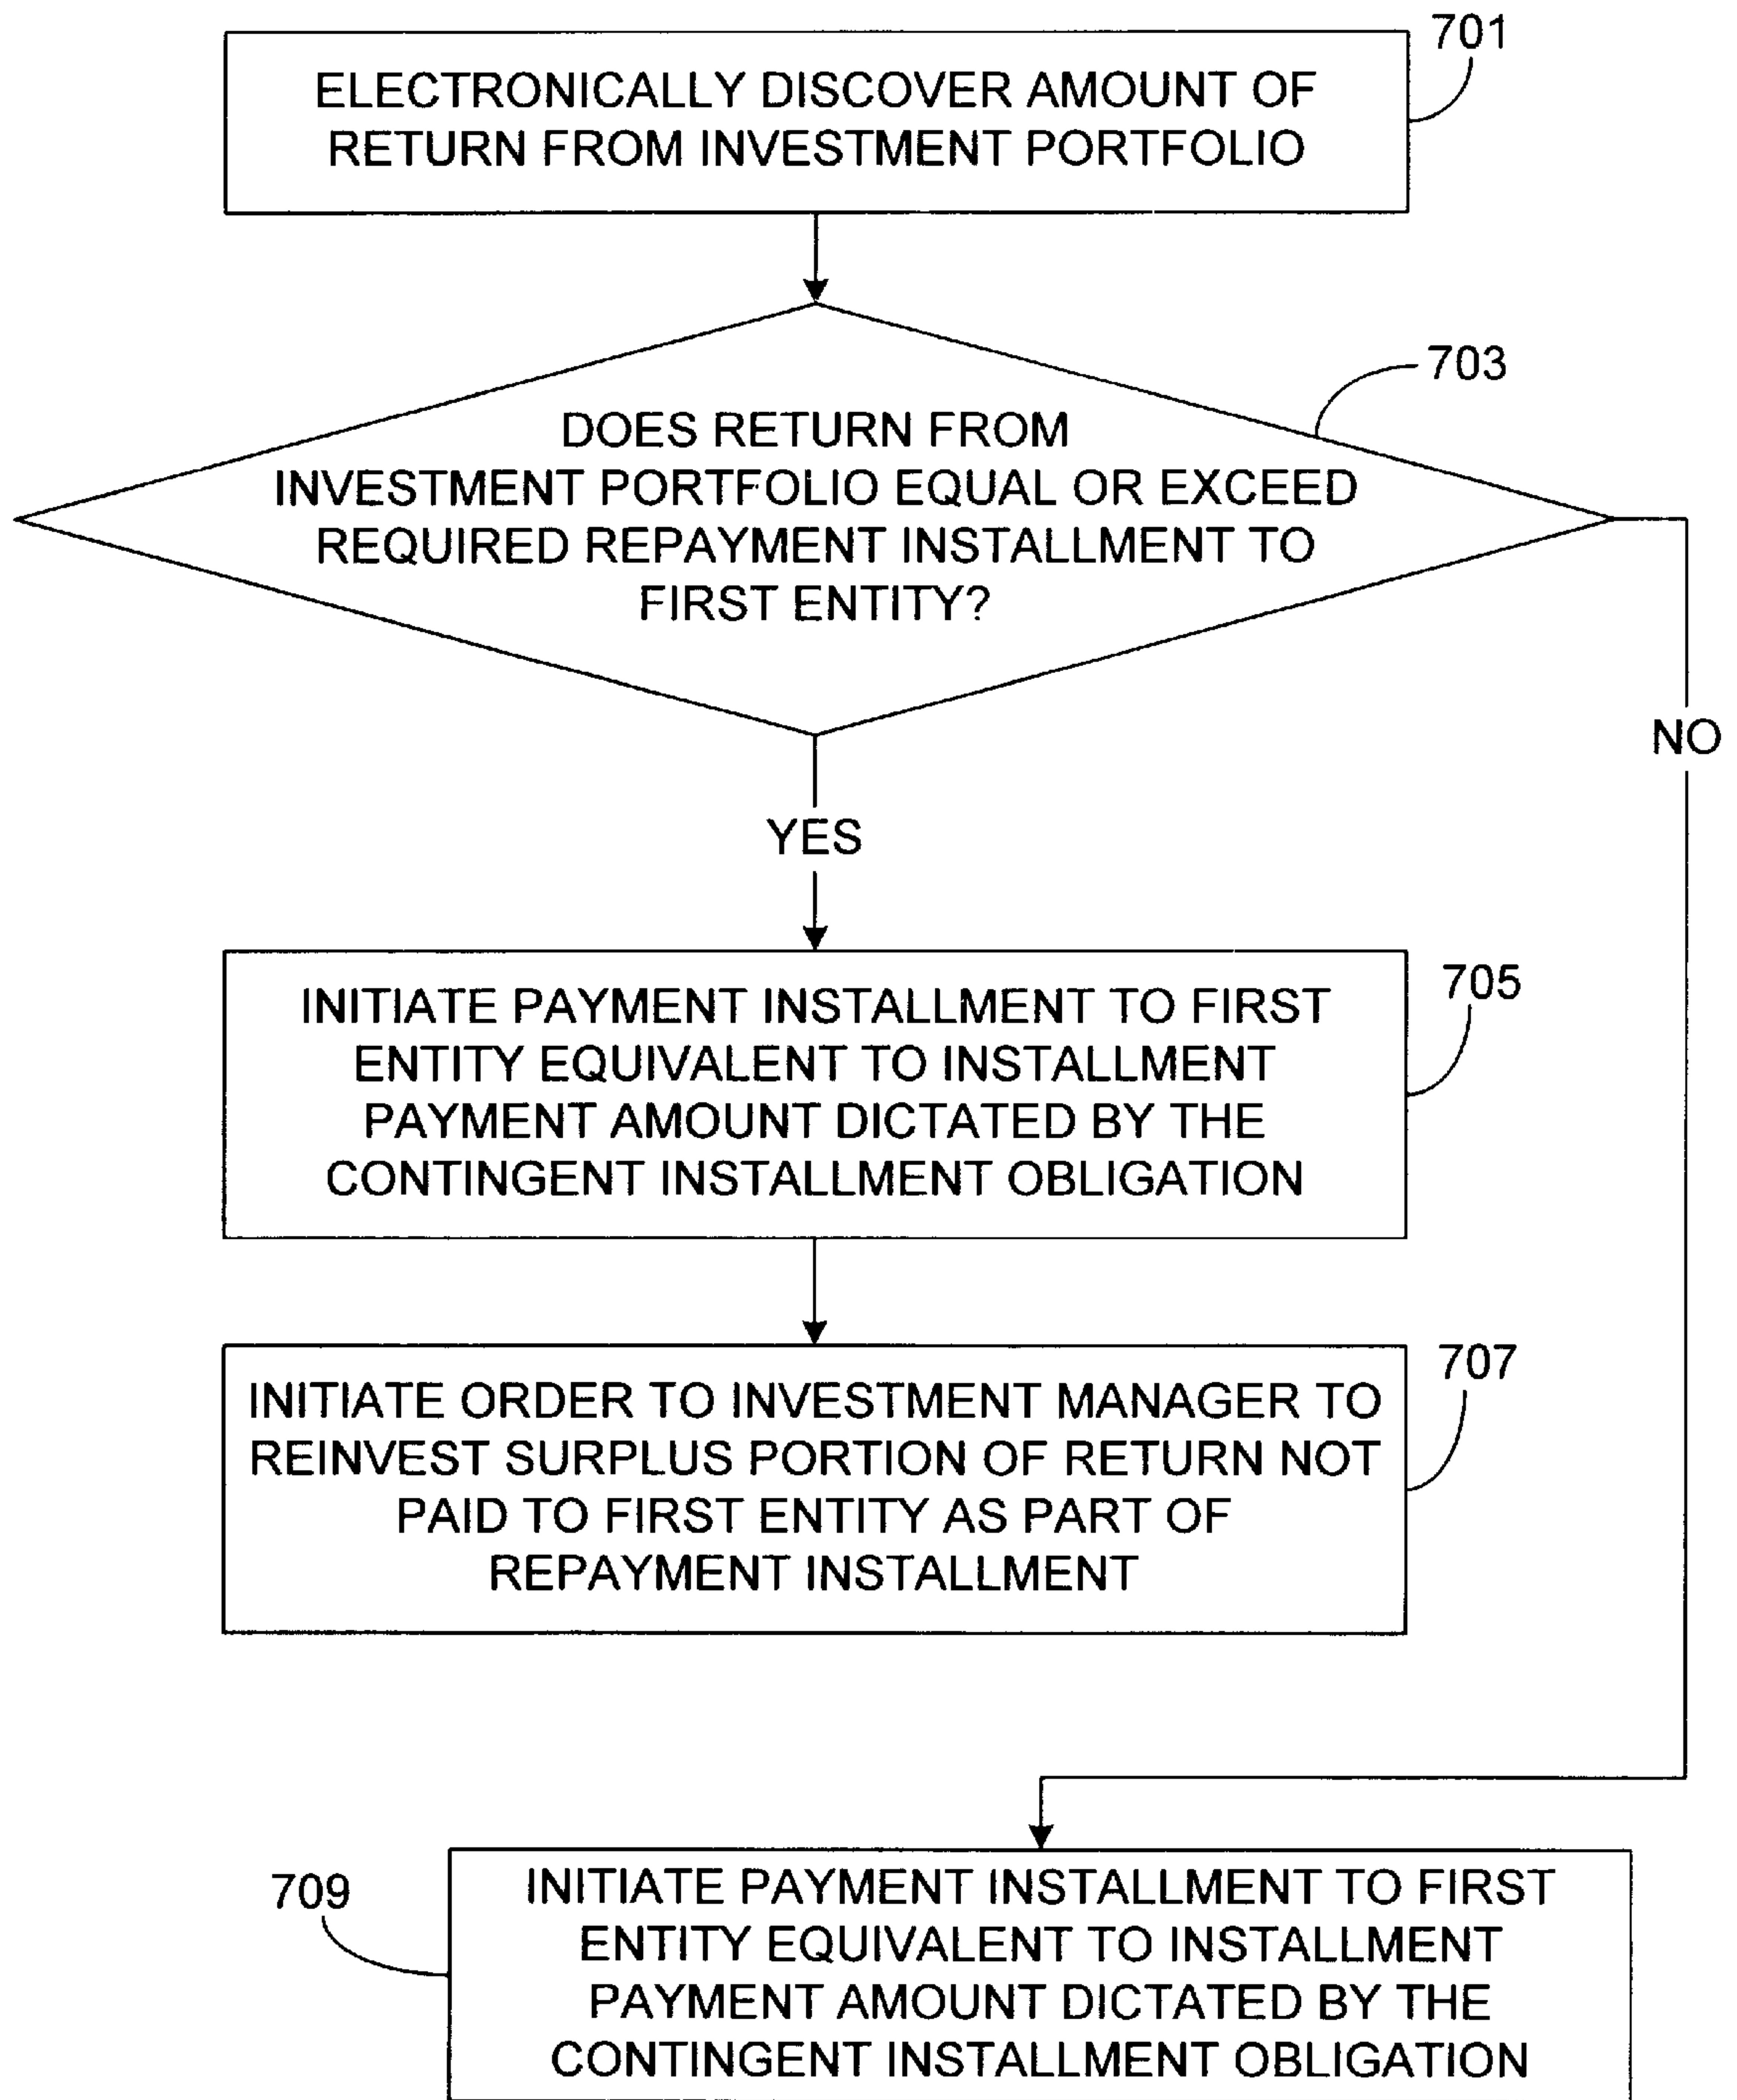 701
ELECTRONICALLY DISCOVER AMOUNT OF
RETURN FROM INVESTMENT PORTFOLIO
703
DOES RETURN FROM
INVESTMENT PORTFOLIO EQUAL OR EXCEED
REQUIRED REPAYMENT INSTALLMENT TO
FIRST ENTITY?
NO
YES
705
INITIATE PAYMENT INSTALLMENT TO FIRST
ENTITY EQUIVALENT TO INSTALLMENT
PAYMENT AMOUNT DICTATED BY THE
CONTINGENT INSTALLMENT OBLIGATION
707
INITIATE ORDER TO INVESTMENT MANAGER TO
REINVEST SURPLUS PORTION OF RETURN NOT
PAID TO FIRST ENTITY AS PART OF
REPAYMENT INSTALLMENT
709
INITIATE PAYMENT INSTALLMENT TO FIRST
ENTITY EQUIVALENT TO INSTALLMENT
PAYMENT AMOUNT DICTATED BY THE
CONTINGENT INSTALLMENT OBLIGATION